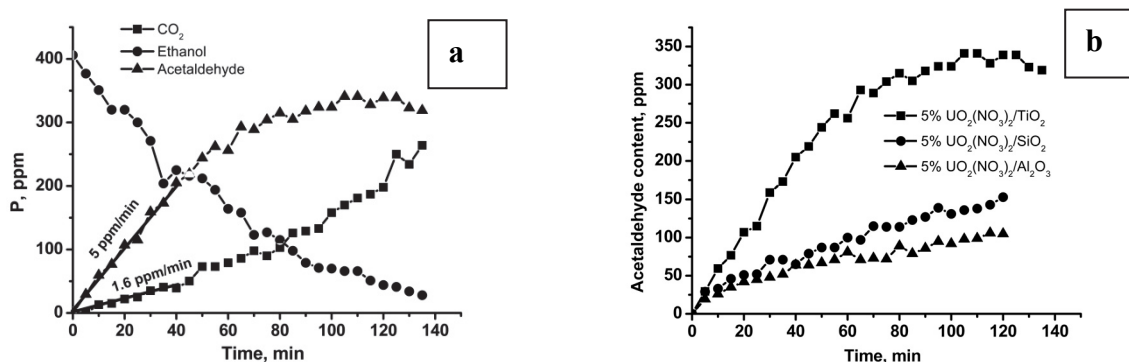 CO₂
Ethanol
Acetaldehyde
a
400
300
200
100
0
P, ppm
5 ppm/min
1.6 ppm/min
0 20 40 60 80 100 120 140
Time, min
b
350
300
250
200
150
100
50
0
Acetaldehyde content, ppm
5% UO₂(NO₃)₂/TiO₂
5% UO₂(NO₃)₂/SiO₂
5% UO₂(NO₃)₂/Al₂O₃
0 20 40 60 80 100 120 140
Time, min